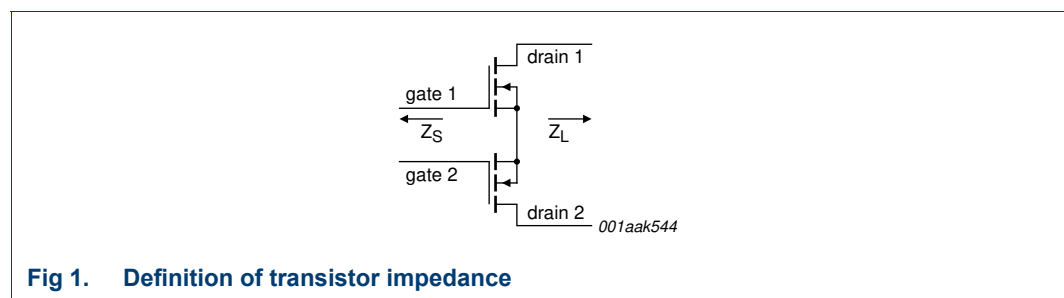 drain 1
gate 1
Z_S
Z_L
gate 2
drain 2
001aak544
Fig 1. Definition of transistor impedance